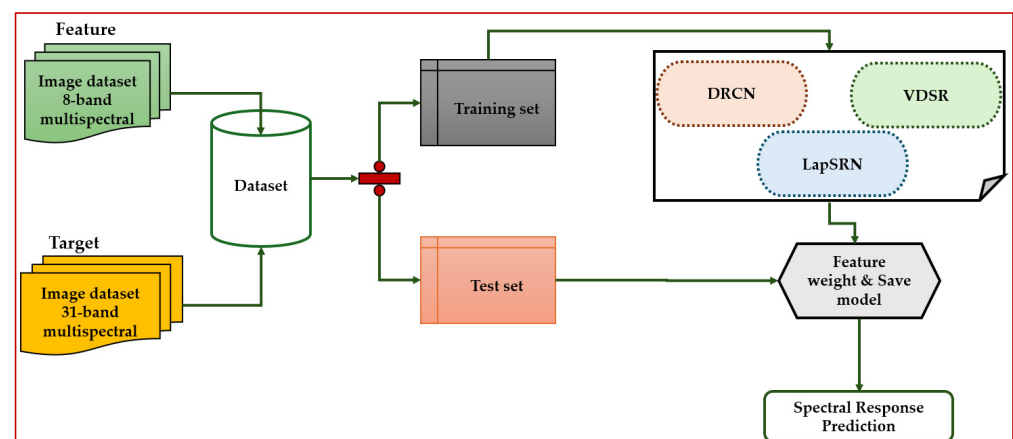 Feature
Image dataset
8-band
multispectral
Target
Image dataset
31-band
multispectral
Dataset
Training set
Test set
DRCN
VDSR
LapSRN
Feature
weight & Save
model
Spectral Response
Prediction